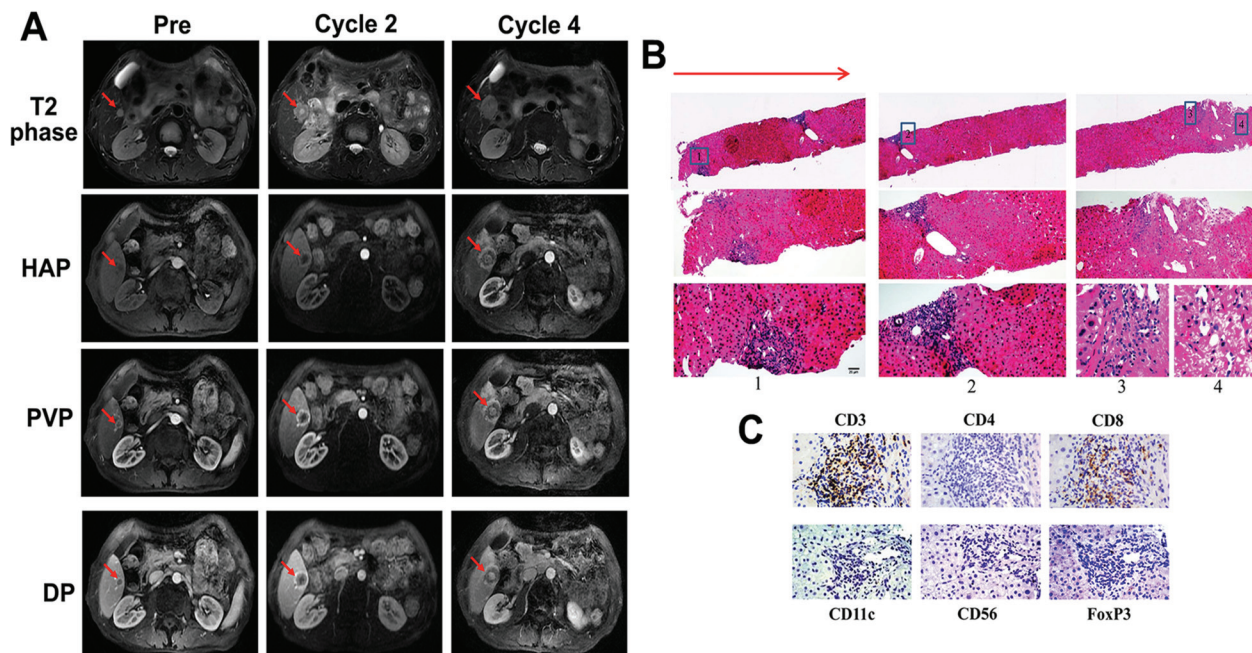 A
Pre
Cycle 2
Cycle 4
T2
phase
HAP
PVP
DP
B
1
2
3
4
1
2
3
4
C
CD3
CD4
CD8
CD11c
CD56
FoxP3